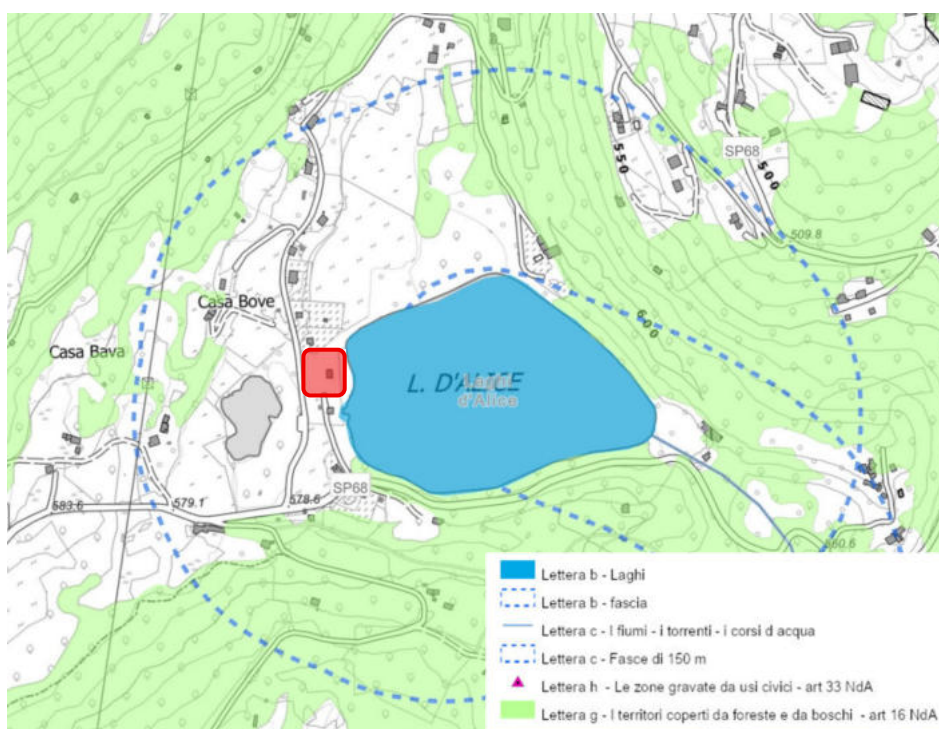 550
SP68
500
509.8
Casa Bove
600
Casa Bava
L. D'ALICE
Laghi
d'Alice
SP68
583.6
579.1
578.6
560.6
Lettera b - Laghi
Lettera b - fascia
Lettera c - I fiumi - i torrenti - i corsi d acqua
Lettera c - Fasce di 150 m
Lettera h - Le zone gravate da usi civici - art 33 NdA
Lettera g - I territori coperti da foreste e da boschi - art 16 NdA